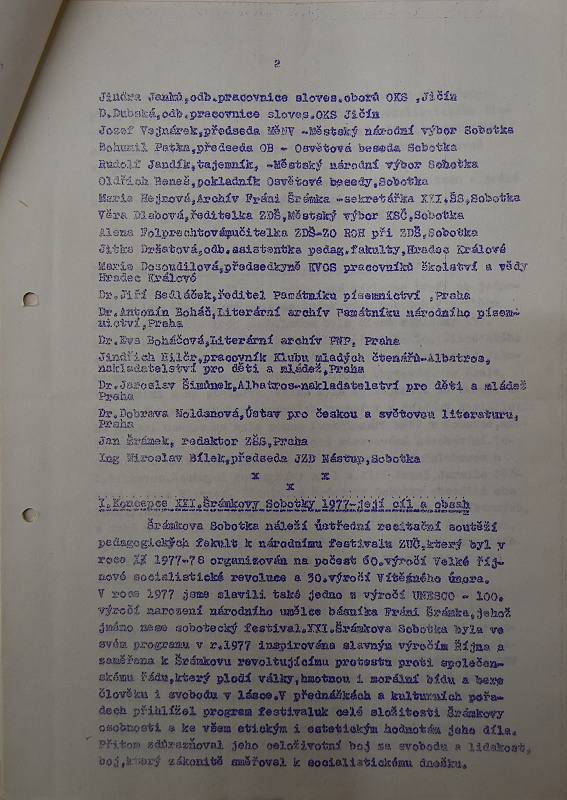 2
Jindra Janků,odb.pracovnice sloves.oborů OKS ,Jičín
D.Dubská,odb.pracovnice sloves.OKS Jičín
Jozef Vejnárek,předseda MěNV -Městský národní výbor Sobotka
Bohumil Patka,předseda OB - Osvětová beseda Sobotka
Rudolf Jandík,tajemník, -Městský národní výbor Sobotka
Oldřich Beneš,pokladník Osvětové besedy,Sobotka
Marie Hejnová,Archiv Fráni Šrámka -sekretářka XXI.ŠS,Sobotka
Věra Dlabová,ředitelka ZDŠ,Městský výbor KSČ,Sobotka
Alena Folprechtová,učitelka ZDŠ-ZO ROH při ZDŠ,Sobotka
Jitka Držatová,odb.asistentka pedag.fakulty,Hradec Králové
Marie Dosoudilová,předsedkyně KVOS pracovníků školství a vědy
Hradec Králové
Dr.Jiří Sedláček,ředitel Památníku písemnictví ,Praha
Dr.Antonín Boháč,Literární archiv Památníku národního písem-
nictví,Praha
Dr.Eva Boháčová,Literární archív PNP, Praha
Jindřich Hilčr,pracovník Klubu mladých čtenářů-Albatros,
nakladatelství pro děti a mládež,Praha
Dr.Jaroslav Šimůnek,Albatros-nakladatelství pro děti a mládež
Praha
Dr.Dobrava Moldanová,Ústav pro českou a světovou literaturu,
Praha
Jan Šrámek, redaktor ZŠS,Praha
Ing Miroslav Bílek,předseda JZD Nástup,Sobotka
x x
x
I.Koncepce XXI.Šrámkovy Sobotky 1977-její cíl a obsah
Šrámkova Sobotka náleží ústřední recitační soutěží
pedagogických fakult k národnímu festivalu ZUČ,který byl v
roce 1977-78 organizován na počest 60.výročí Velké říj-
nové socialistické revoluce a 30.výročí Vítězného února.
V roce 1977 jsme slavili také jedno z výročí UNESCO - 100.
výročí narození národního umělce básníka Fráni Šrámka,jehož
jméno nese sobotecký festival.XXI.Šrámkova Sobotka byla ve
svém programu v r.1977 inspirována slavným výročím Října a
zaměřena k Šrámkovu revoltujícímu protestu proti společen-
skému řádu,který plodí války,hmotnou i morální bídu a bere
člověku i svobodu v lásce.V přednáškách a kulturních pořa-
dech přihlížel program festivaluk celé složitosti Šrámkovy
osobnosti a ke všem etickým i estetickým hodnotám jeho díla.
Přitom zdůrazňoval jeho celoživotní boj za svobodu a lidskost,
boj,který zákonitě směřoval k socialistickému dnešku.